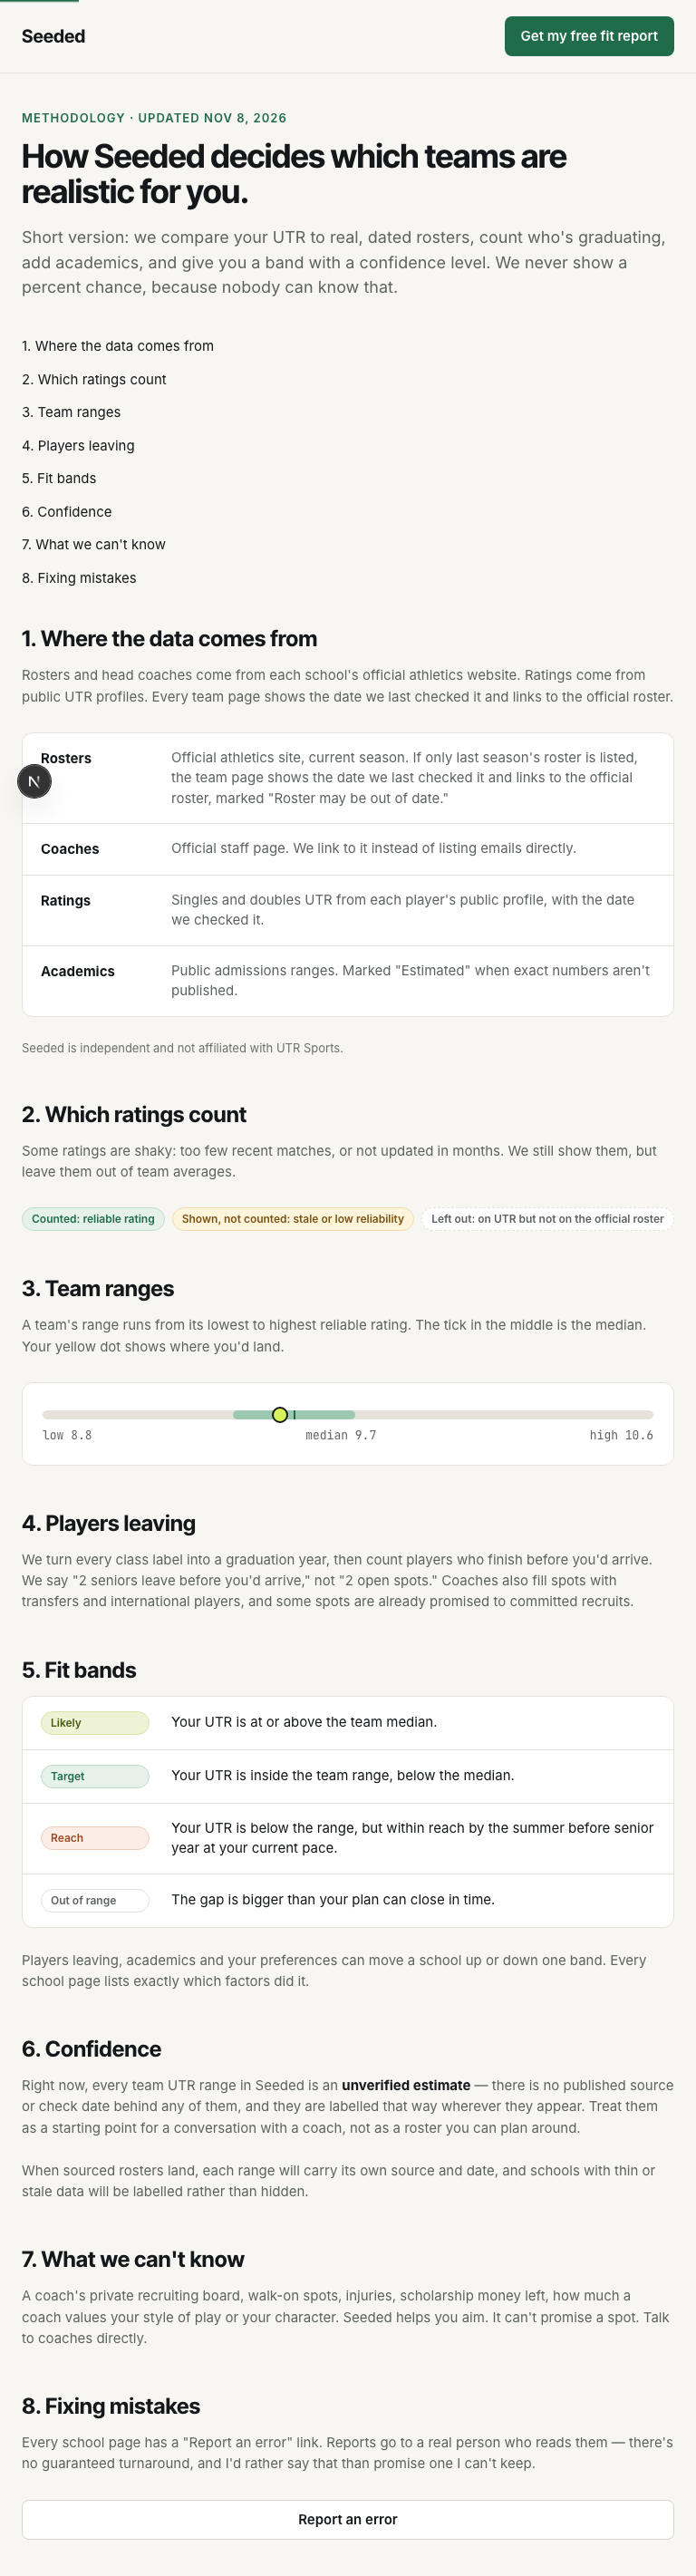 Seeded
Get my free fit report
METHODOLOGY · UPDATED NOV 8, 2026
How Seeded decides which teams are
realistic for you.
Short version: we compare your UTR to real, dated rosters, count who's graduating,
add academics, and give you a band with a confidence level. We never show a
percent chance, because nobody can know that.
1. Where the data comes from
2. Which ratings count
3. Team ranges
4. Players leaving
5. Fit bands
6. Confidence
7. What we can't know
8. Fixing mistakes
1. Where the data comes from
Rosters and head coaches come from each school's official athletics website. Ratings come from
public UTR profiles. Every team page shows the date we last checked it and links to the official roster.
Rosters
Official athletics site, current season. If only last season's roster is listed,
the team page shows the date we last checked it and links to the official
roster, marked "Roster may be out of date."
N
Coaches
Official staff page. We link to it instead of listing emails directly.
Ratings
Singles and doubles UTR from each player's public profile, with the date
we checked it.
Academics
Public admissions ranges. Marked "Estimated" when exact numbers aren't
published.
Seeded is independent and not affiliated with UTR Sports.
2. Which ratings count
Some ratings are shaky: too few recent matches, or not updated in months. We still show them, but
leave them out of team averages.
Counted: reliable rating
Shown, not counted: stale or low reliability
Left out: on UTR but not on the official roster
3. Team ranges
A team's range runs from its lowest to highest reliable rating. The tick in the middle is the median.
Your yellow dot shows where you'd land.
low 8.8
median 9.7
high 10.6
4. Players leaving
We turn every class label into a graduation year, then count players who finish before you'd arrive.
We say "2 seniors leave before you'd arrive," not "2 open spots." Coaches also fill spots with
transfers and international players, and some spots are already promised to committed recruits.
5. Fit bands
Likely
Your UTR is at or above the team median.
Target
Your UTR is inside the team range, below the median.
Reach
Your UTR is below the range, but within reach by the summer before senior
year at your current pace.
Out of range
The gap is bigger than your plan can close in time.
Players leaving, academics and your preferences can move a school up or down one band. Every
school page lists exactly which factors did it.
6. Confidence
Right now, every team UTR range in Seeded is an unverified estimate — there is no published source
or check date behind any of them, and they are labelled that way wherever they appear. Treat them
as a starting point for a conversation with a coach, not as a roster you can plan around.
When sourced rosters land, each range will carry its own source and date, and schools with thin or
stale data will be labelled rather than hidden.
7. What we can't know
A coach's private recruiting board, walk-on spots, injuries, scholarship money left, how much a
coach values your style of play or your character. Seeded helps you aim. It can't promise a spot. Talk
to coaches directly.
8. Fixing mistakes
Every school page has a "Report an error" link. Reports go to a real person who reads them — there's
no guaranteed turnaround, and I'd rather say that than promise one I can't keep.
Report an error